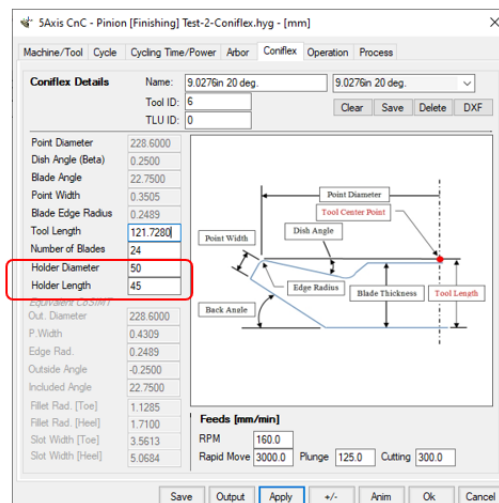 5Axis CnC - Pinion [Finishing] Test-2-Coniflex.hyg - [mm]
Machine/Tool Cycle Cycling Time/Power Arbor Coniflex Operation Process
Coniflex Details Name: 9.0276in 20 deg. 9.0276in 20 deg.
Tool ID: 6 Clear Save Delete DXF
TLU ID: 0
Point Diameter 228.6000
Dish Angle (Beta) 0.2500
Blade Angle 22.7500
Point Width 0.3505
Blade Edge Radius 0.2489
Tool Length 121.7280
Number of Blades 24
Holder Diameter 50
Holder Length 45
Out. Diameter 228.6000
P.Width 0.4309
Edge Rad. 0.2489
Outside Angle -0.2500
Included Angle 22.7500
Fillet Rad. [Toe] 1.1285
Fillet Rad. [Heel] 1.7100
Slot Width [Toe] 3.5613
Slot Width [Heel] 5.0684
Point Diameter
Tool Center Point
Point Width Dish Angle
Edge Radius Blade Thickness Tool Length
Back Angle
Feeds [mm/min]
RPM 160.0
Rapid Move 3000.0 Plunge 125.0 Cutting 300.0
Save Output Apply +/- Anim Ok Cancel